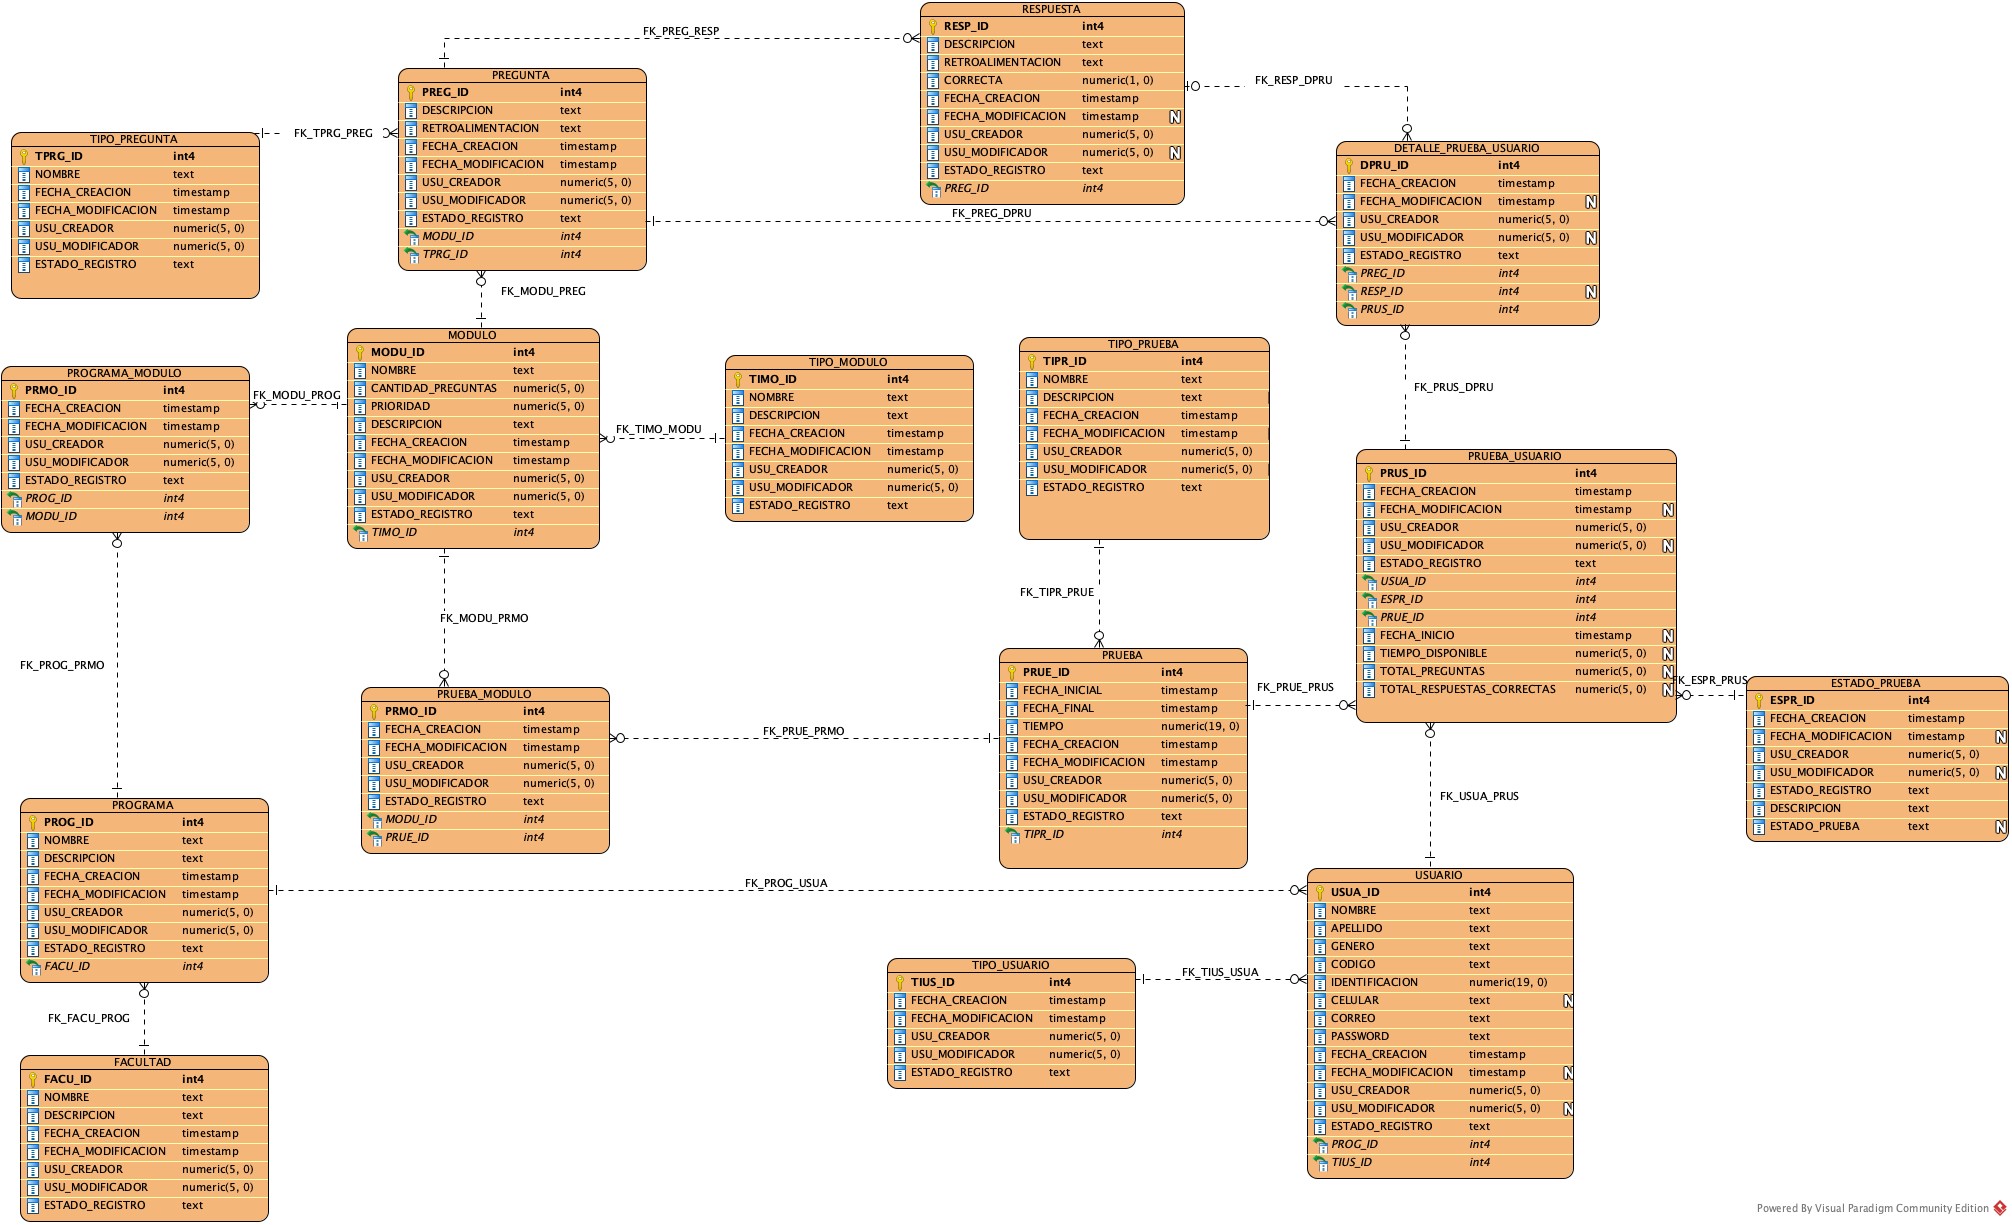 RESPUESTA
RESP_ID int4
DESCRIPCION text
RETROALIMENTACION text
CORRECTA numeric(1, 0)
FECHA_CREACION timestamp
FECHA_MODIFICACION timestamp N
USU_CREADOR numeric(5, 0)
USU_MODIFICADOR numeric(5, 0) N
ESTADO_REGISTRO text
PREG_ID int4
FK_PREG_RESP
FK_RESP_DPRU
PREGUNTA
PREG_ID int4
DESCRIPCION text
RETROALIMENTACION text
FECHA_CREACION timestamp
FECHA_MODIFICACION timestamp
USU_CREADOR numeric(5, 0)
USU_MODIFICADOR numeric(5, 0)
ESTADO_REGISTRO text
MODU_ID int4
TPRG_ID int4
FK_TPRG_PREG
TIPO_PREGUNTA
TPRG_ID int4
NOMBRE text
FECHA_CREACION timestamp
FECHA_MODIFICACION timestamp
USU_CREADOR numeric(5, 0)
USU_MODIFICADOR numeric(5, 0)
ESTADO_REGISTRO text
DETALLE_PRUEBA_USUARIO
DPRU_ID int4
FECHA_CREACION timestamp
FECHA_MODIFICACION timestamp N
USU_CREADOR numeric(5, 0)
USU_MODIFICADOR numeric(5, 0) N
ESTADO_REGISTRO text
PREG_ID int4
RESP_ID int4 N
PRUS_ID int4
FK_PREG_DPRU
FK_MODU_PREG
MODULO
MODU_ID int4
NOMBRE text
CANTIDAD_PREGUNTAS numeric(5, 0)
PRIORIDAD numeric(5, 0)
DESCRIPCION text
FECHA_CREACION timestamp
FECHA_MODIFICACION timestamp
USU_CREADOR numeric(5, 0)
USU_MODIFICADOR numeric(5, 0)
ESTADO_REGISTRO text
TIMO_ID int4
PROGRAMA_MODULO
PRMO_ID int4
FECHA_CREACION timestamp
FECHA_MODIFICACION timestamp
USU_CREADOR numeric(5, 0)
USU_MODIFICADOR numeric(5, 0)
ESTADO_REGISTRO text
PROG_ID int4
MODU_ID int4
FK_MODU_PROG
TIPO_MODULO
TIMO_ID int4
NOMBRE text
DESCRIPCION text
FECHA_CREACION timestamp
FECHA_MODIFICACION timestamp
USU_CREADOR numeric(5, 0)
USU_MODIFICADOR numeric(5, 0)
ESTADO_REGISTRO text
FK_TIMO_MODU
TIPO_PRUEBA
TIPR_ID int4
NOMBRE text
DESCRIPCION text
FECHA_CREACION timestamp
FECHA_MODIFICACION timestamp
USU_CREADOR numeric(5, 0)
USU_MODIFICADOR numeric(5, 0)
ESTADO_REGISTRO text
FK_PRUS_DPRU
PRUEBA_USUARIO
PRUS_ID int4
FECHA_CREACION timestamp
FECHA_MODIFICACION timestamp N
USU_CREADOR numeric(5, 0)
USU_MODIFICADOR numeric(5, 0) N
ESTADO_REGISTRO text
USUA_ID int4
ESPR_ID int4
PRUE_ID int4
FECHA_INICIO timestamp N
TIEMPO_DISPONIBLE numeric(5, 0) N
TOTAL_PREGUNTAS numeric(5, 0) N
TOTAL_RESPUESTAS_CORRECTAS numeric(5, 0) N
FK_TIPR_PRUE
FK_MODU_PRMO
FK_PROG_PRMO
PRUEBA
PRUE_ID int4
FECHA_INICIAL timestamp
FECHA_FINAL timestamp
TIEMPO numeric(19, 0)
FECHA_CREACION timestamp
FECHA_MODIFICACION timestamp
USU_CREADOR numeric(5, 0)
USU_MODIFICADOR numeric(5, 0)
ESTADO_REGISTRO text
TIPR_ID int4
FK_PRUE_PRUS
FK_ESPR_PRUS
ESTADO_PRUEBA
ESPR_ID int4
FECHA_CREACION timestamp
FECHA_MODIFICACION timestamp N
USU_CREADOR numeric(5, 0)
USU_MODIFICADOR numeric(5, 0) N
ESTADO_REGISTRO text
DESCRIPCION text
ESTADO_PRUEBA text N
PRUEBA_MODULO
PRMO_ID int4
FECHA_CREACION timestamp
FECHA_MODIFICACION timestamp
USU_CREADOR numeric(5, 0)
USU_MODIFICADOR numeric(5, 0)
ESTADO_REGISTRO text
MODU_ID int4
PRUE_ID int4
FK_PRUE_PRMO
FK_USUA_PRUS
PROGRAMA
PROG_ID int4
NOMBRE text
DESCRIPCION text
FECHA_CREACION timestamp
FECHA_MODIFICACION timestamp
USU_CREADOR numeric(5, 0)
USU_MODIFICADOR numeric(5, 0)
ESTADO_REGISTRO text
FACU_ID int4
FK_PROG_USUA
USUARIO
USUA_ID int4
NOMBRE text
APELLIDO text
GENERO text
CODIGO text
IDENTIFICACION numeric(19, 0)
CELULAR text N
CORREO text
PASSWORD text
FECHA_CREACION timestamp
FECHA_MODIFICACION timestamp N
USU_CREADOR numeric(5, 0)
USU_MODIFICADOR numeric(5, 0) N
ESTADO_REGISTRO text
PROG_ID int4
TIUS_ID int4
TIPO_USUARIO
TIUS_ID int4
FECHA_CREACION timestamp
FECHA_MODIFICACION timestamp
USU_CREADOR numeric(5, 0)
USU_MODIFICADOR numeric(5, 0)
ESTADO_REGISTRO text
FK_TIUS_USUA
FK_FACU_PROG
FACULTAD
FACU_ID int4
NOMBRE text
DESCRIPCION text
FECHA_CREACION timestamp
FECHA_MODIFICACION timestamp
USU_CREADOR numeric(5, 0)
USU_MODIFICADOR numeric(5, 0)
ESTADO_REGISTRO text
Powered By Visual Paradigm Community Edition